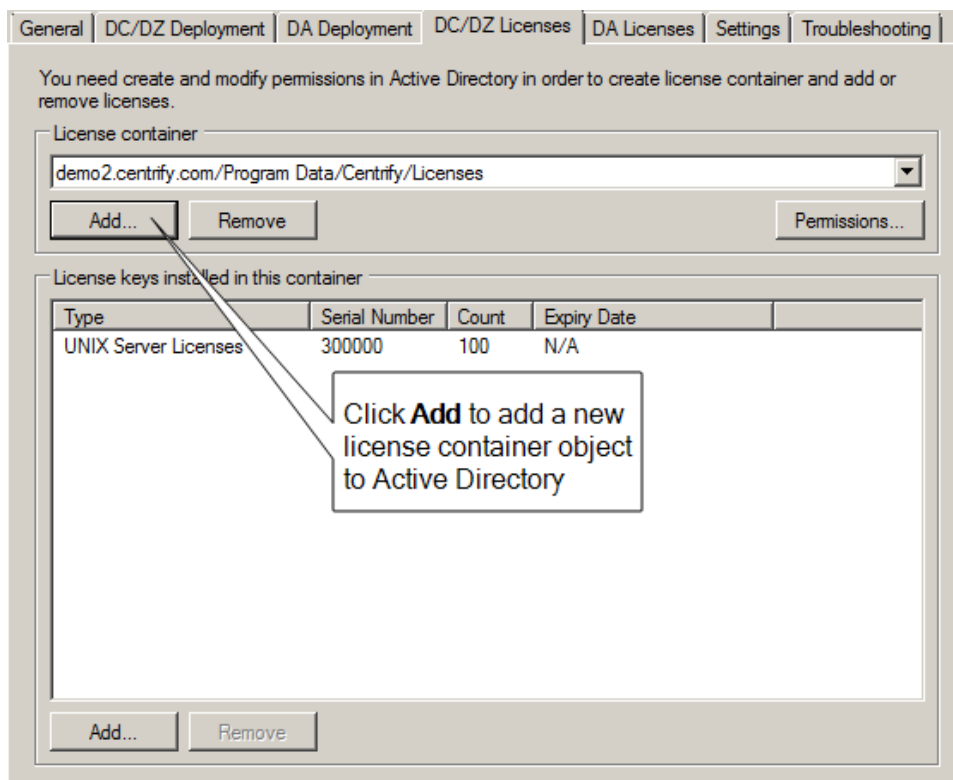 General DC/DZ Deployment DA Deployment DC/DZ Licenses DA Licenses Settings Troubleshooting
You need create and modify permissions in Active Directory in order to create license container and add or
remove licenses.
License container
demo2.centrify.com/Program Data/Centrify/Licenses
Add... Remove Permissions...
License keys installed in this container
Type Serial Number Count Expiry Date
UNIX Server Licenses 300000 100 N/A
Click Add to add a new
license container object
to Active Directory
Add... Remove